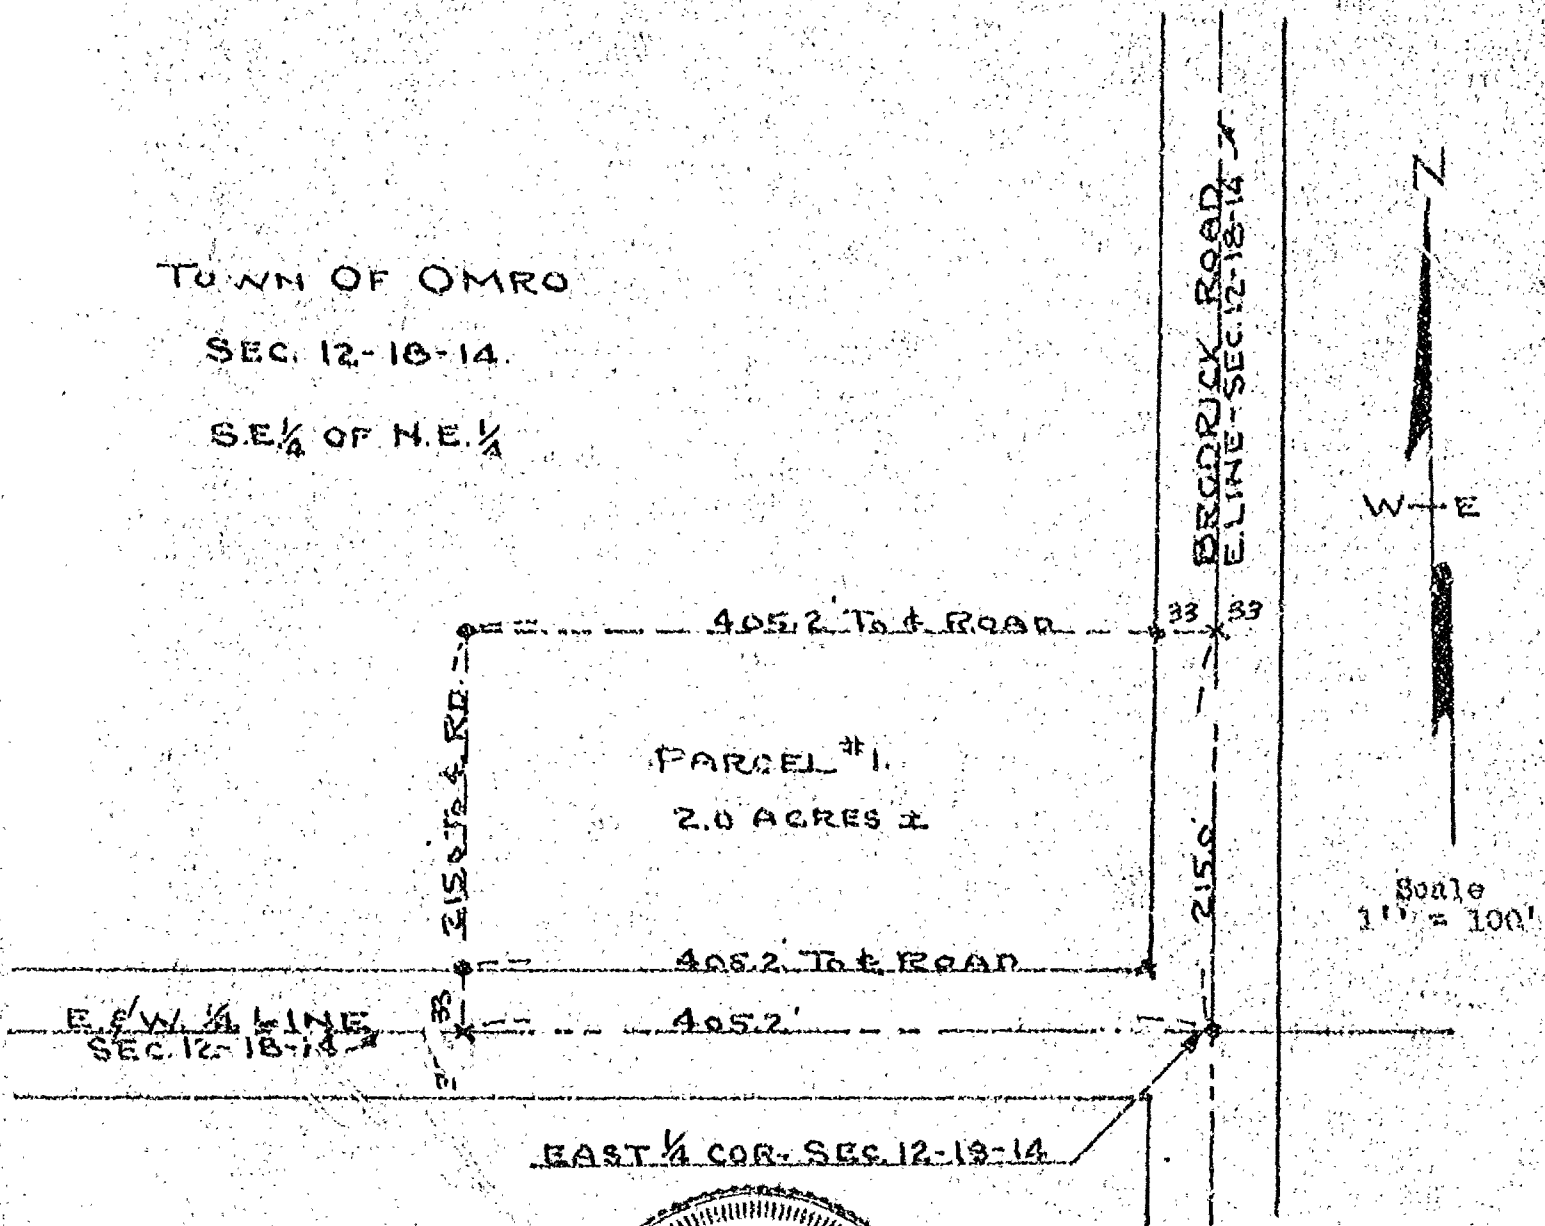 TOWN OF OMRO
SEC. 12-18-14.
S.E.¼ OF N.E.¼
BRODRICK ROAD
E. LINE-SEC. 12-18-14
N
W E
405.2' To ℄ ROAD
33 33
215.0' To ℄ RD.
PARCEL #1.
2.0 ACRES ±
215.0'
Scale
1'' = 100'
405.2' To ℄ ROAD
33
E. & W. ¼ LINE
SEC. 12-18-14
405.2'
EAST ¼ COR. SEC. 12-18-14